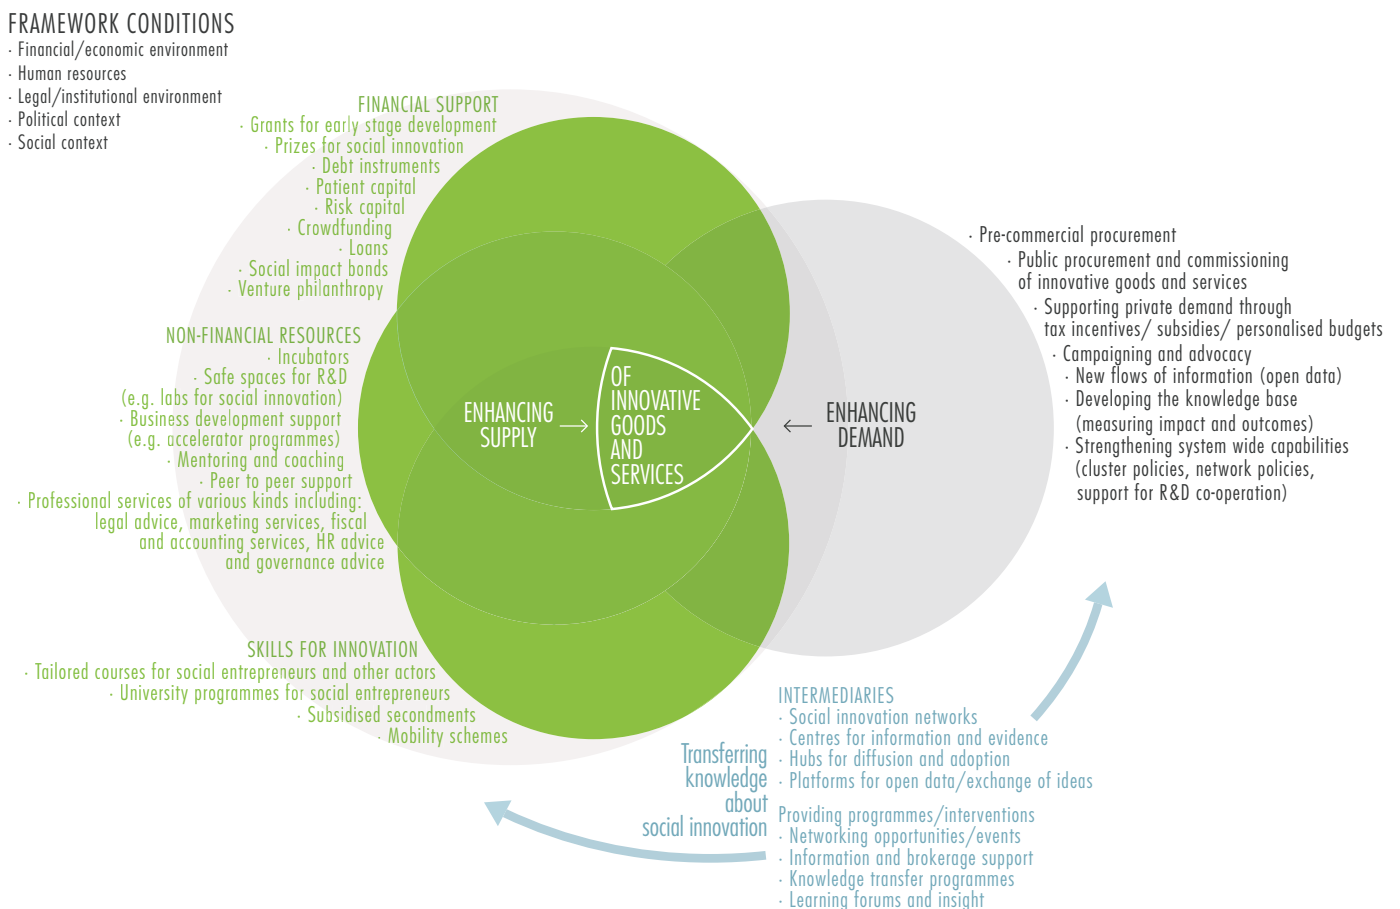 FRAMEWORK CONDITIONS
· Financial/economic environment
· Human resources
· Legal/institutional environment
· Political context
· Social context
FINANCIAL SUPPORT
· Grants for early stage development
· Prizes for social innovation
· Debt instruments
· Patient capital
· Risk capital
· Crowdfunding
· Loans
· Social impact bonds
· Venture philanthropy
NON-FINANCIAL RESOURCES
· Incubators
· Safe spaces for R&D
(e.g. labs for social innovation)
· Business development support
(e.g. accelerator programmes)
· Mentoring and coaching
· Peer to peer support
· Professional services of various kinds including:
legal advice, marketing services, fiscal
and accounting services, HR advice
and governance advice
SKILLS FOR INNOVATION
· Tailored courses for social entrepreneurs and other actors
· University programmes for social entrepreneurs
· Subsidised secondments
· Mobility schemes
ENHANCING
SUPPLY
OF
INNOVATIVE
GOODS
AND
SERVICES
ENHANCING
DEMAND
· Pre-commercial procurement
· Public procurement and commissioning
of innovative goods and services
· Supporting private demand through
tax incentives/ subsidies/ personalised budgets
· Campaigning and advocacy
· New flows of information (open data)
· Developing the knowledge base
(measuring impact and outcomes)
· Strengthening system wide capabilities
(cluster policies, network policies,
support for R&D co-operation)
Transferring
knowledge
about
social innovation
INTERMEDIARIES
· Social innovation networks
· Centres for information and evidence
· Hubs for diffusion and adoption
· Platforms for open data/exchange of ideas
Providing programmes/interventions
· Networking opportunities/events
· Information and brokerage support
· Knowledge transfer programmes
· Learning forums and insight